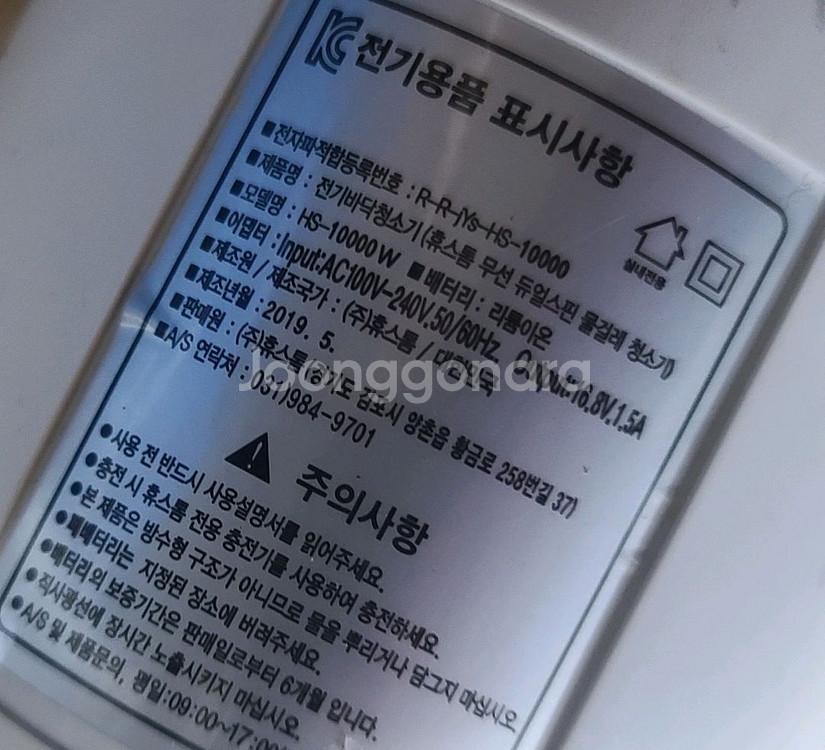 KC 전기용품 표시사항
■전자파적합등록번호 : R-R-IYs-HS-10000
■제품명 : 전기바닥청소기(휴스톰 무선 듀얼스핀 물걸레 청소기)
■모델명 : HS-10000W ■배터리 : 리튬이온
■어댑터 : Input:AC100V-240V,50/60Hz, Output:16.8V,1.5A
■제조원 / 제조국가 : (주)휴스톰 / 대한민국
■제조년월 : 2019. 5.
■판매원 : (주)휴스톰(경기도 김포시 양촌읍 황금로 258번길 37)
■A/S 연락처 : 031)984-9701
실내전용
Joonggonara
주의사항
●사용 전 반드시 사용설명서를 읽어주세요.
●충전 시 휴스톰 전용 충전기를 사용하여 충전하세요.
●본 제품은 방수형 구조가 아니므로 물을 뿌리거나 담그지 마십시오.
●폐배터리는 지정된 장소에 버려주세요.
●배터리의 보증기간은 판매일로부터 6개월 입니다.
●직사광선에 장시간 노출시키지 마십시오.
●A/S 및 제품문의, 평일:09:00~17:00